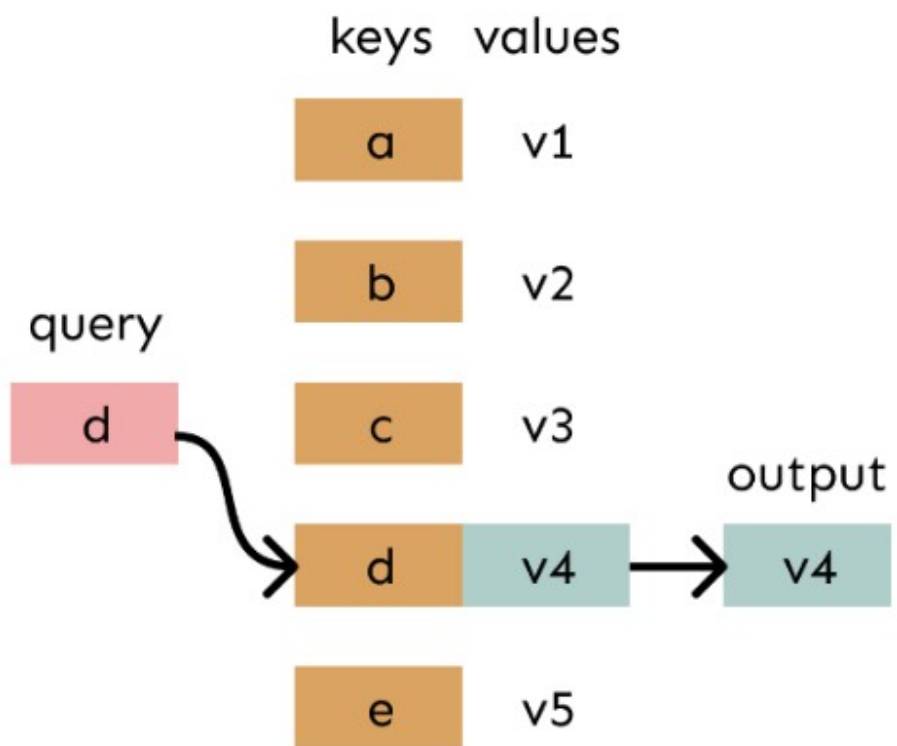 keys values
a v1
b v2
query
d
c v3
output
d v4 v4
e v5